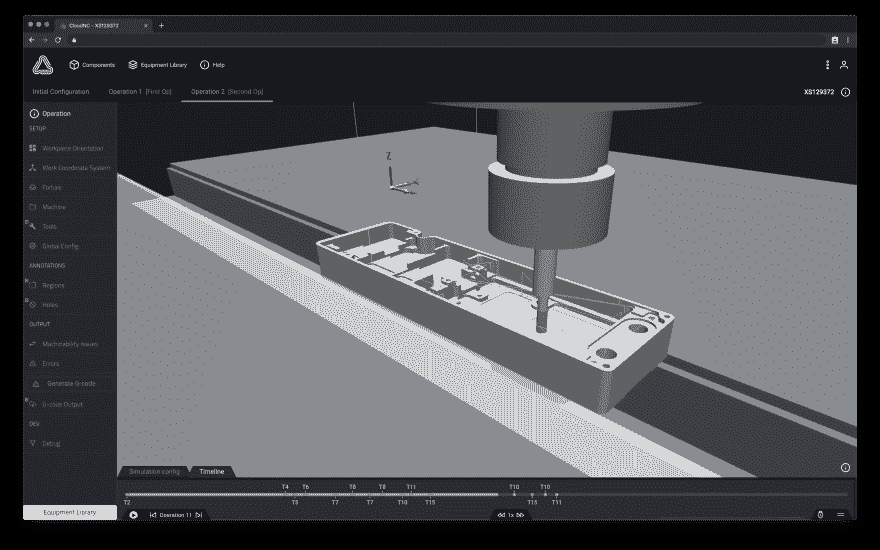 CloudNC - XS129372
Components
Equipment Library
Help
Initial Configuration
Operation 1 [First Op]
Operation 2 [Second Op]
XS129372
Operation
SETUP
Workpiece Orientation
Work Coordinate System
Fixture
Machine
Tools
Global Config
ANNOTATIONS
Regions
Holes
OUTPUT
Machinability Issues
Errors
Generate G-code
G-code Output
DEV
Debug
Equipment Library
Z
Simulation config
Timeline
T4 T6 T8 T8 T11 T10 T10
T2 T5 T7 T7 T10 T15 T15 T11
Operation 11
1x